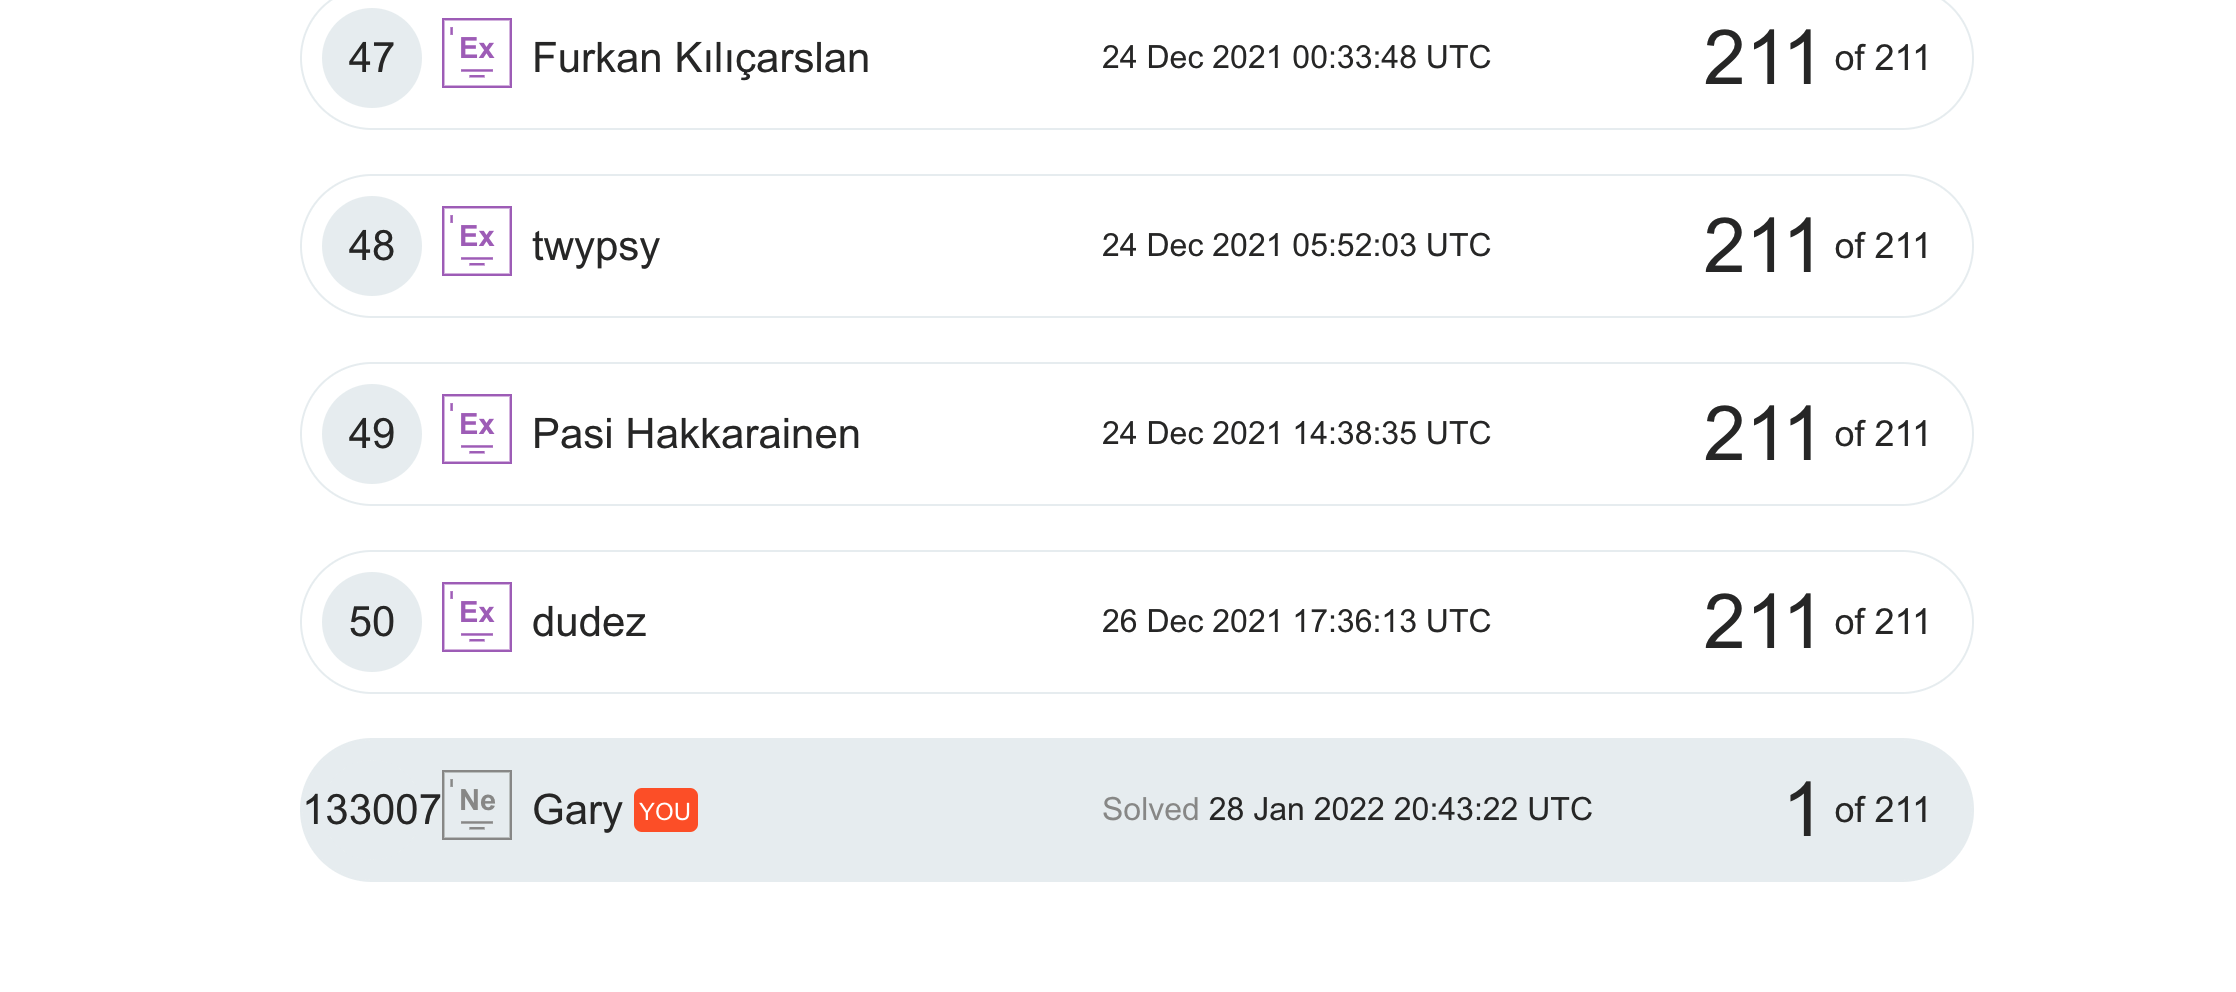 47 'Ex Furkan Kılıçarslan 24 Dec 2021 00:33:48 UTC 211 of 211
48 'Ex twypsy 24 Dec 2021 05:52:03 UTC 211 of 211
49 'Ex Pasi Hakkarainen 24 Dec 2021 14:38:35 UTC 211 of 211
50 'Ex dudez 26 Dec 2021 17:36:13 UTC 211 of 211
133007 'Ne Gary YOU Solved 28 Jan 2022 20:43:22 UTC 1 of 211